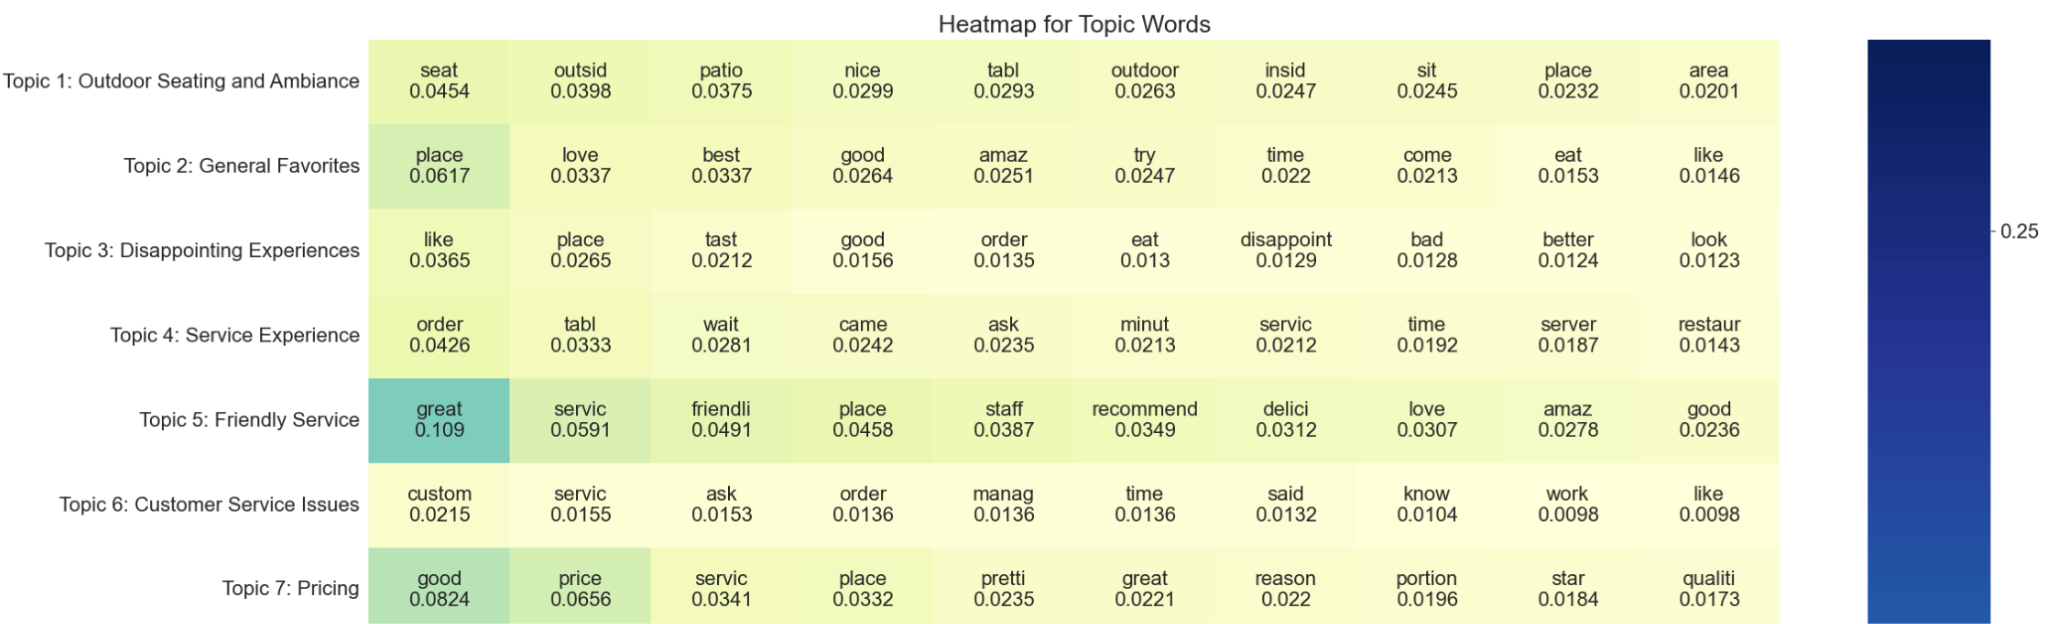 Heatmap for Topic Words
Topic 1: Outdoor Seating and Ambiance
seat outsid patio nice tabl outdoor insid sit place area
0.0454 0.0398 0.0375 0.0299 0.0293 0.0263 0.0247 0.0245 0.0232 0.0201
Topic 2: General Favorites
place love best good amaz try time come eat like
0.0617 0.0337 0.0337 0.0264 0.0251 0.0247 0.022 0.0213 0.0153 0.0146
Topic 3: Disappointing Experiences
like place tast good order eat disappoint bad better look
0.0365 0.0265 0.0212 0.0156 0.0135 0.013 0.0129 0.0128 0.0124 0.0123
Topic 4: Service Experience
order tabl wait came ask minut servic time server restaur
0.0426 0.0333 0.0281 0.0242 0.0235 0.0213 0.0212 0.0192 0.0187 0.0143
Topic 5: Friendly Service
great servic friendli place staff recommend delici love amaz good
0.109 0.0591 0.0491 0.0458 0.0387 0.0349 0.0312 0.0307 0.0278 0.0236
Topic 6: Customer Service Issues
custom servic ask order manag time said know work like
0.0215 0.0155 0.0153 0.0136 0.0136 0.0136 0.0132 0.0104 0.0098 0.0098
Topic 7: Pricing
good price servic place pretti great reason portion star qualiti
0.0824 0.0656 0.0341 0.0332 0.0235 0.0221 0.022 0.0196 0.0184 0.0173
0.25